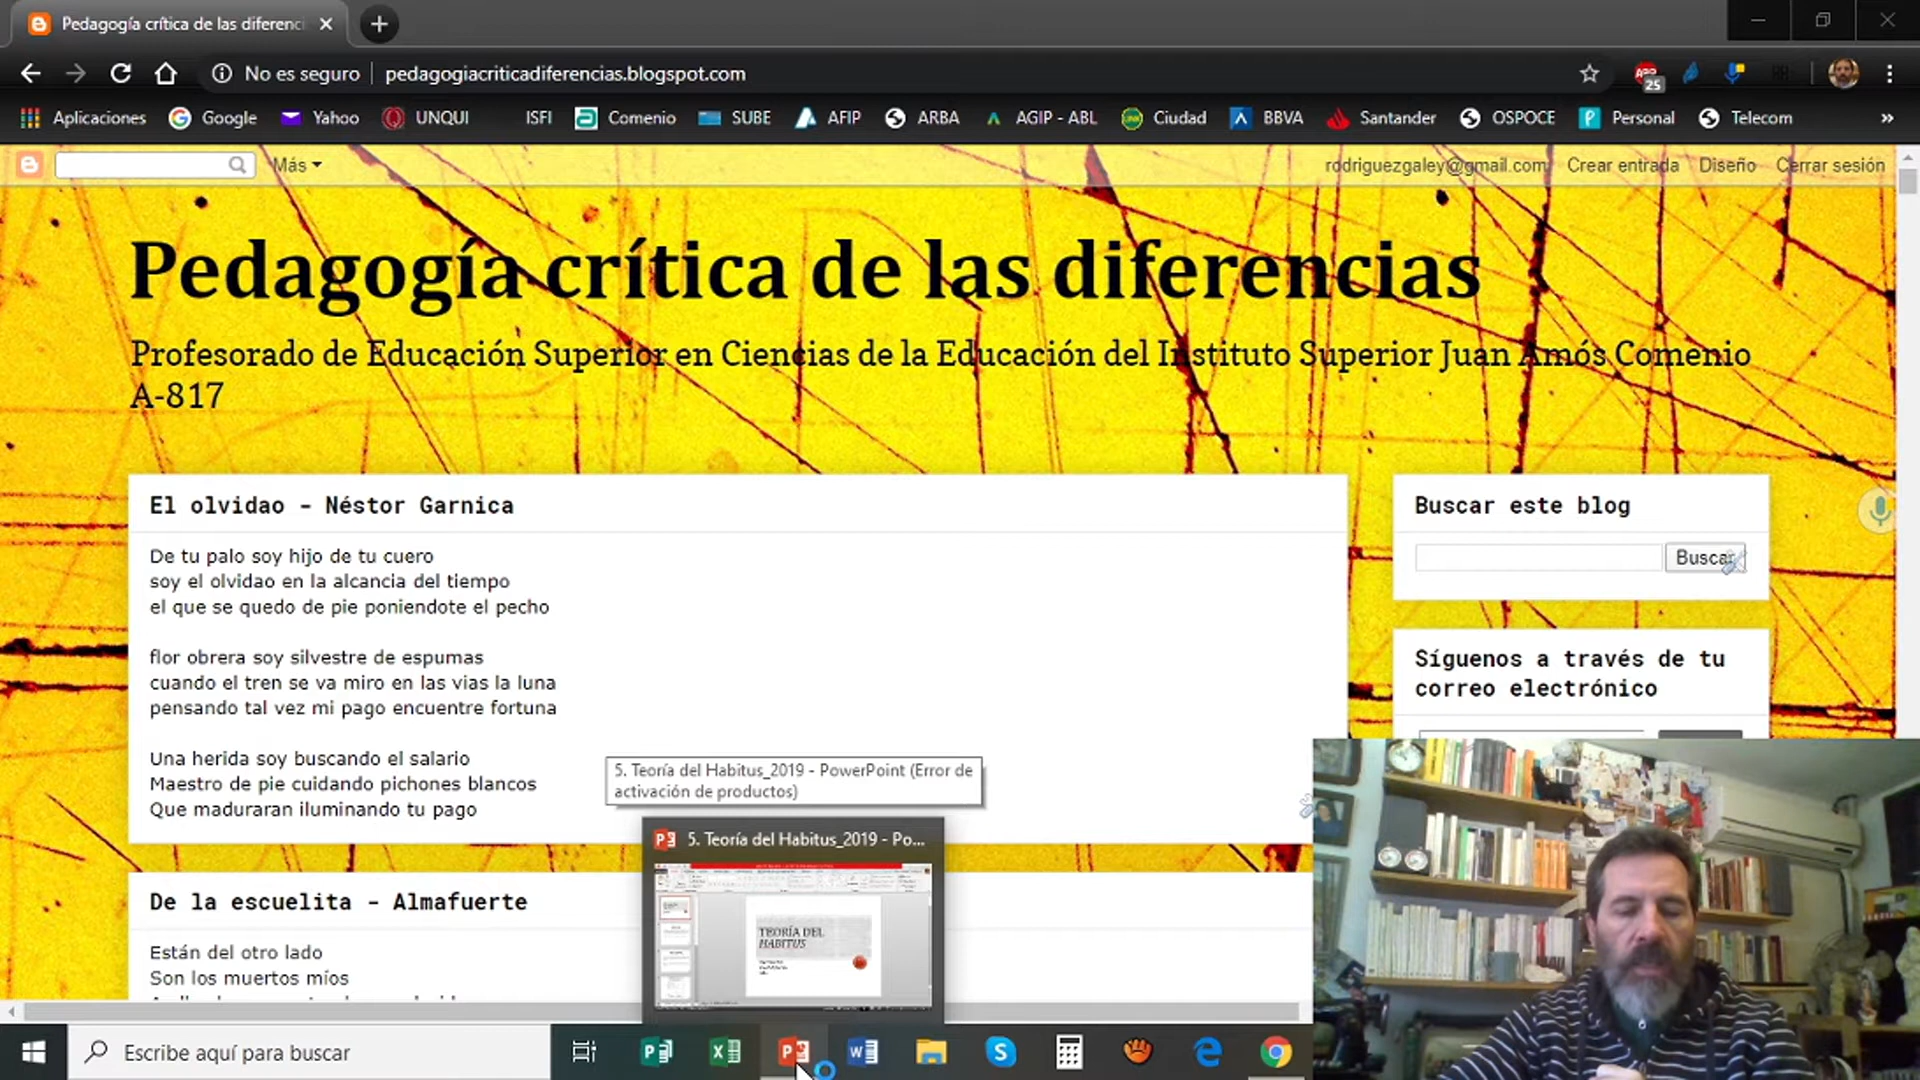 Pedagogía crítica de las diferenci
No es seguro
pedagogiacriticadiferencias.blogspot.com
25
Aplicaciones
Google
Yahoo
UNQUI
ISFI
Comenio
SUBE
AFIP
ARBA
AGIP - ABL
Ciudad
BBVA
Santander
OSPOCE
Personal
Telecom
»
Más
rodriguezgaley@gmail.com
Crear entrada
Diseño
Cerrar sesión
Pedagogía crítica de las diferencias
Profesorado de Educación Superior en Ciencias de la Educación del Instituto Superior Juan Amós Comenio
A-817
El olvidao - Néstor Garnica
De tu palo soy hijo de tu cuero
soy el olvidao en la alcancia del tiempo
el que se quedo de pie poniendote el pecho
flor obrera soy silvestre de espumas
cuando el tren se va miro en las vias la luna
pensando tal vez mi pago encuentre fortuna
Una herida soy buscando el salario
Maestro de pie cuidando pichones blancos
Que maduraran iluminando tu pago
Buscar este blog
Buscar
Síguenos a través de tu
correo electrónico
5. Teoría del Habitus_2019 - PowerPoint (Error de
activación de productos)
5. Teoría del Habitus_2019 - Po...
TEORÍA DEL
HABITUS
De la escuelita - Almafuerte
Están del otro lado
Son los muertos míos
Escribe aquí para buscar